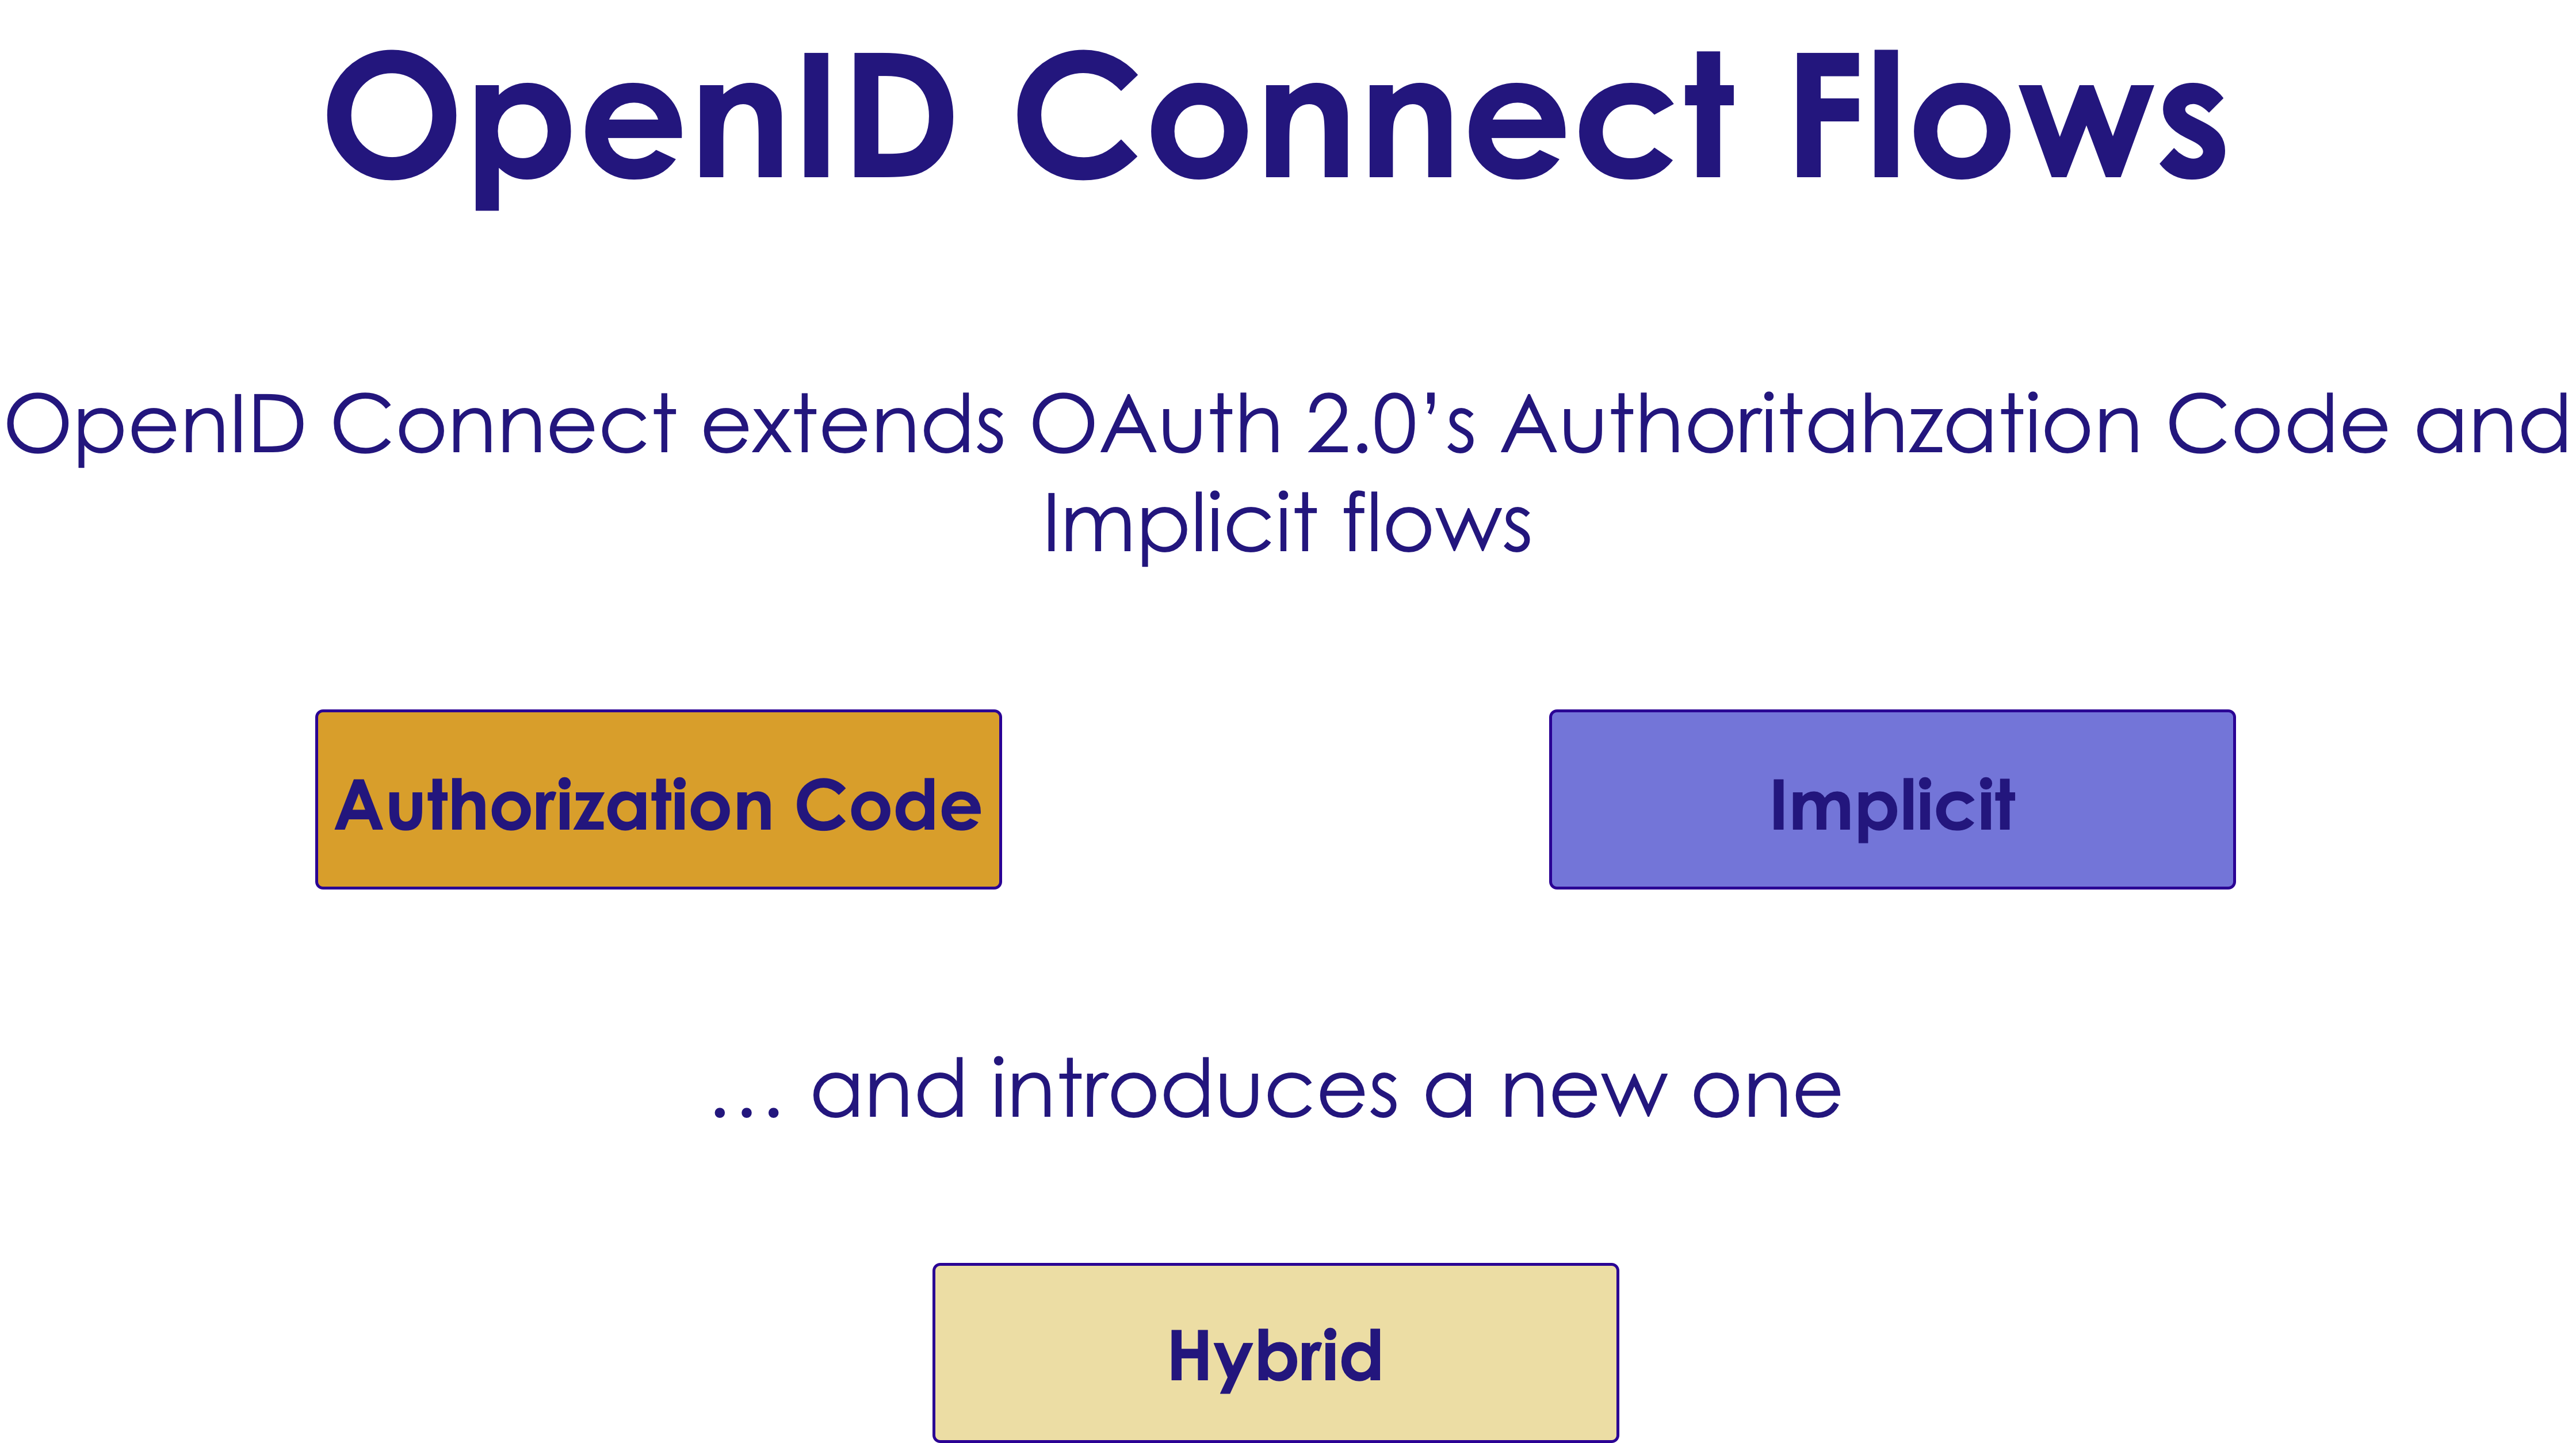 OpenID Connect Flows
OpenID Connect extends OAuth 2.0’s Authoritahzation Code and
Implicit flows
Authorization Code
Implicit
… and introduces a new one
Hybrid